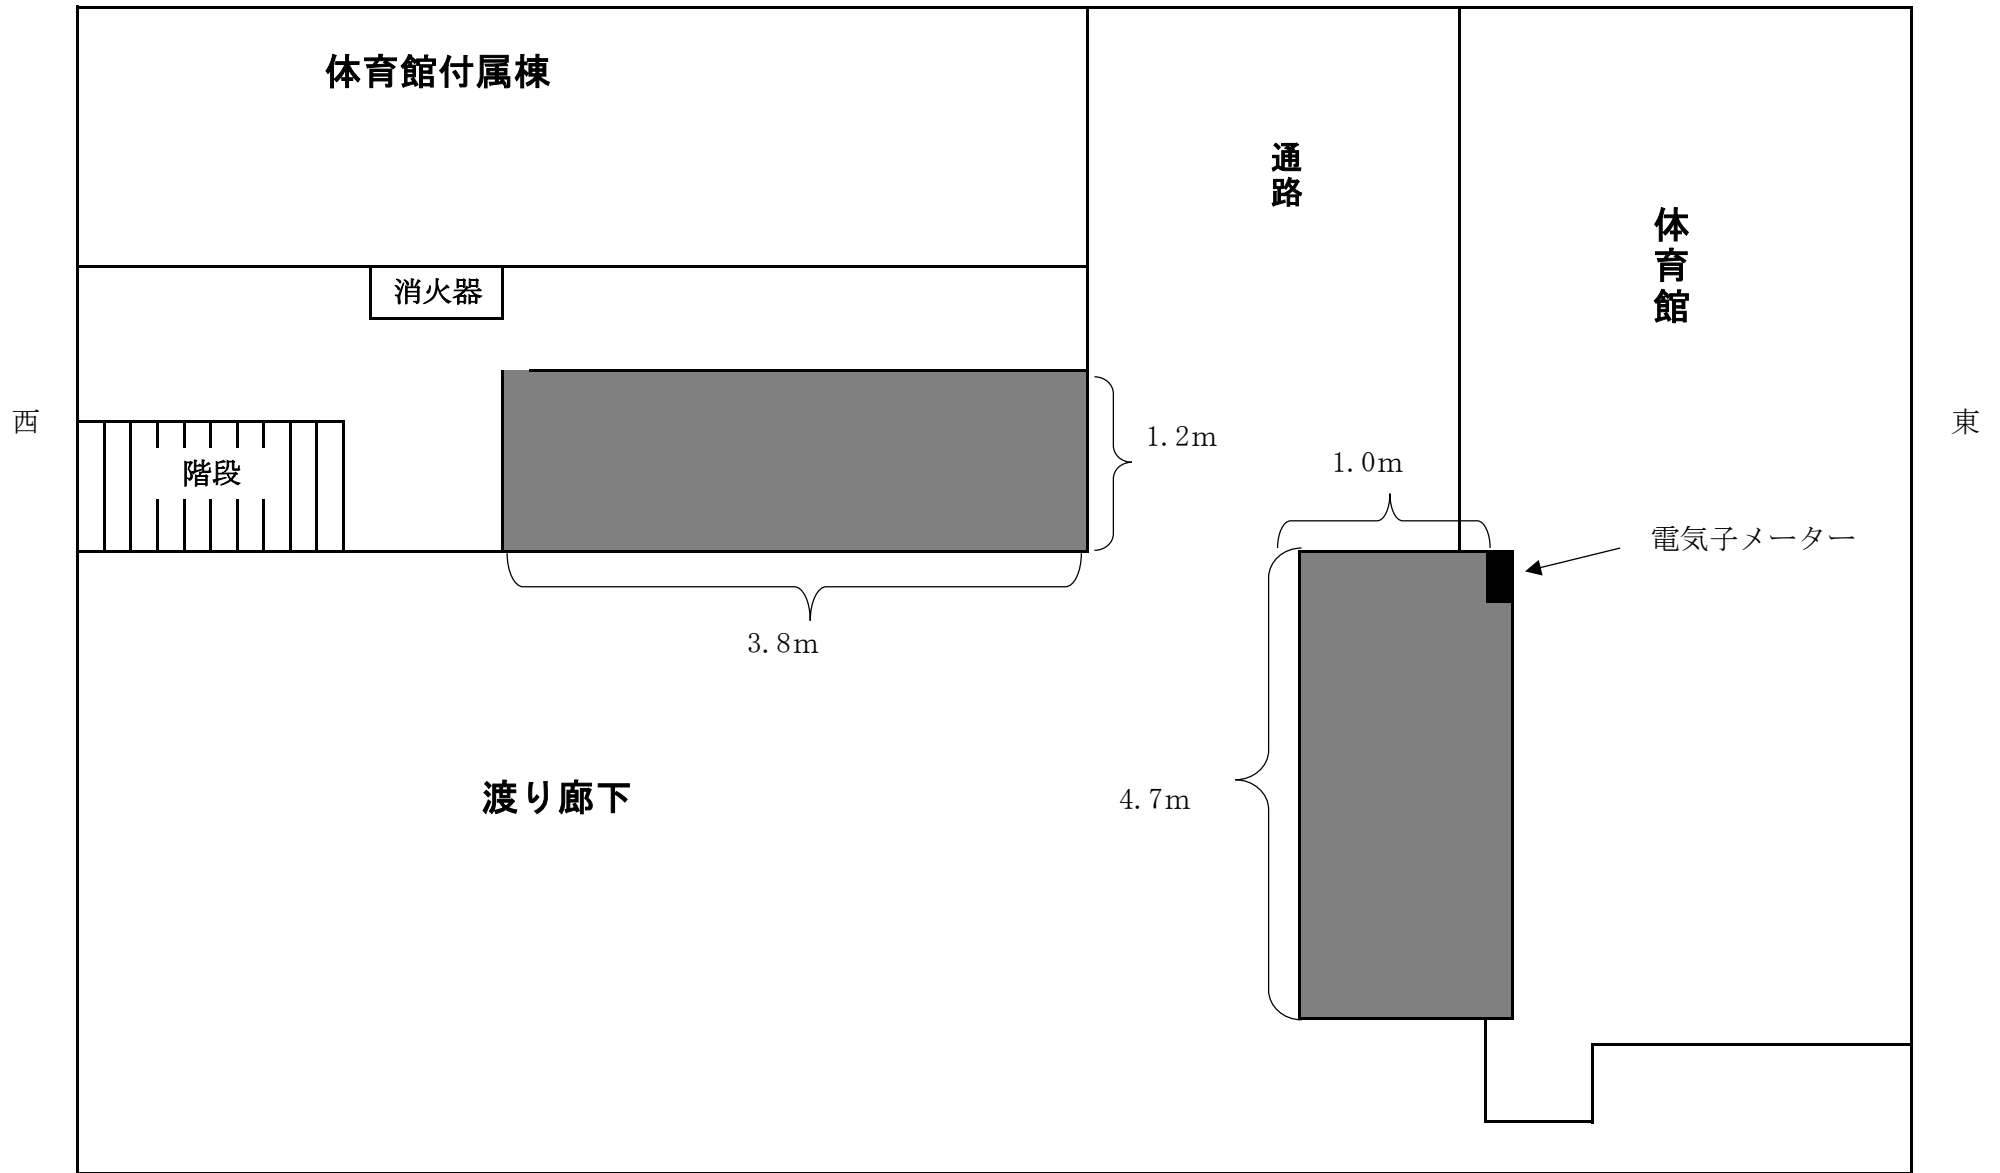 体育館付属棟
通路
体育館
消火器
西
東
1.2m
階段
1.0m
電気子メーター
3.8m
渡り廊下
4.7m